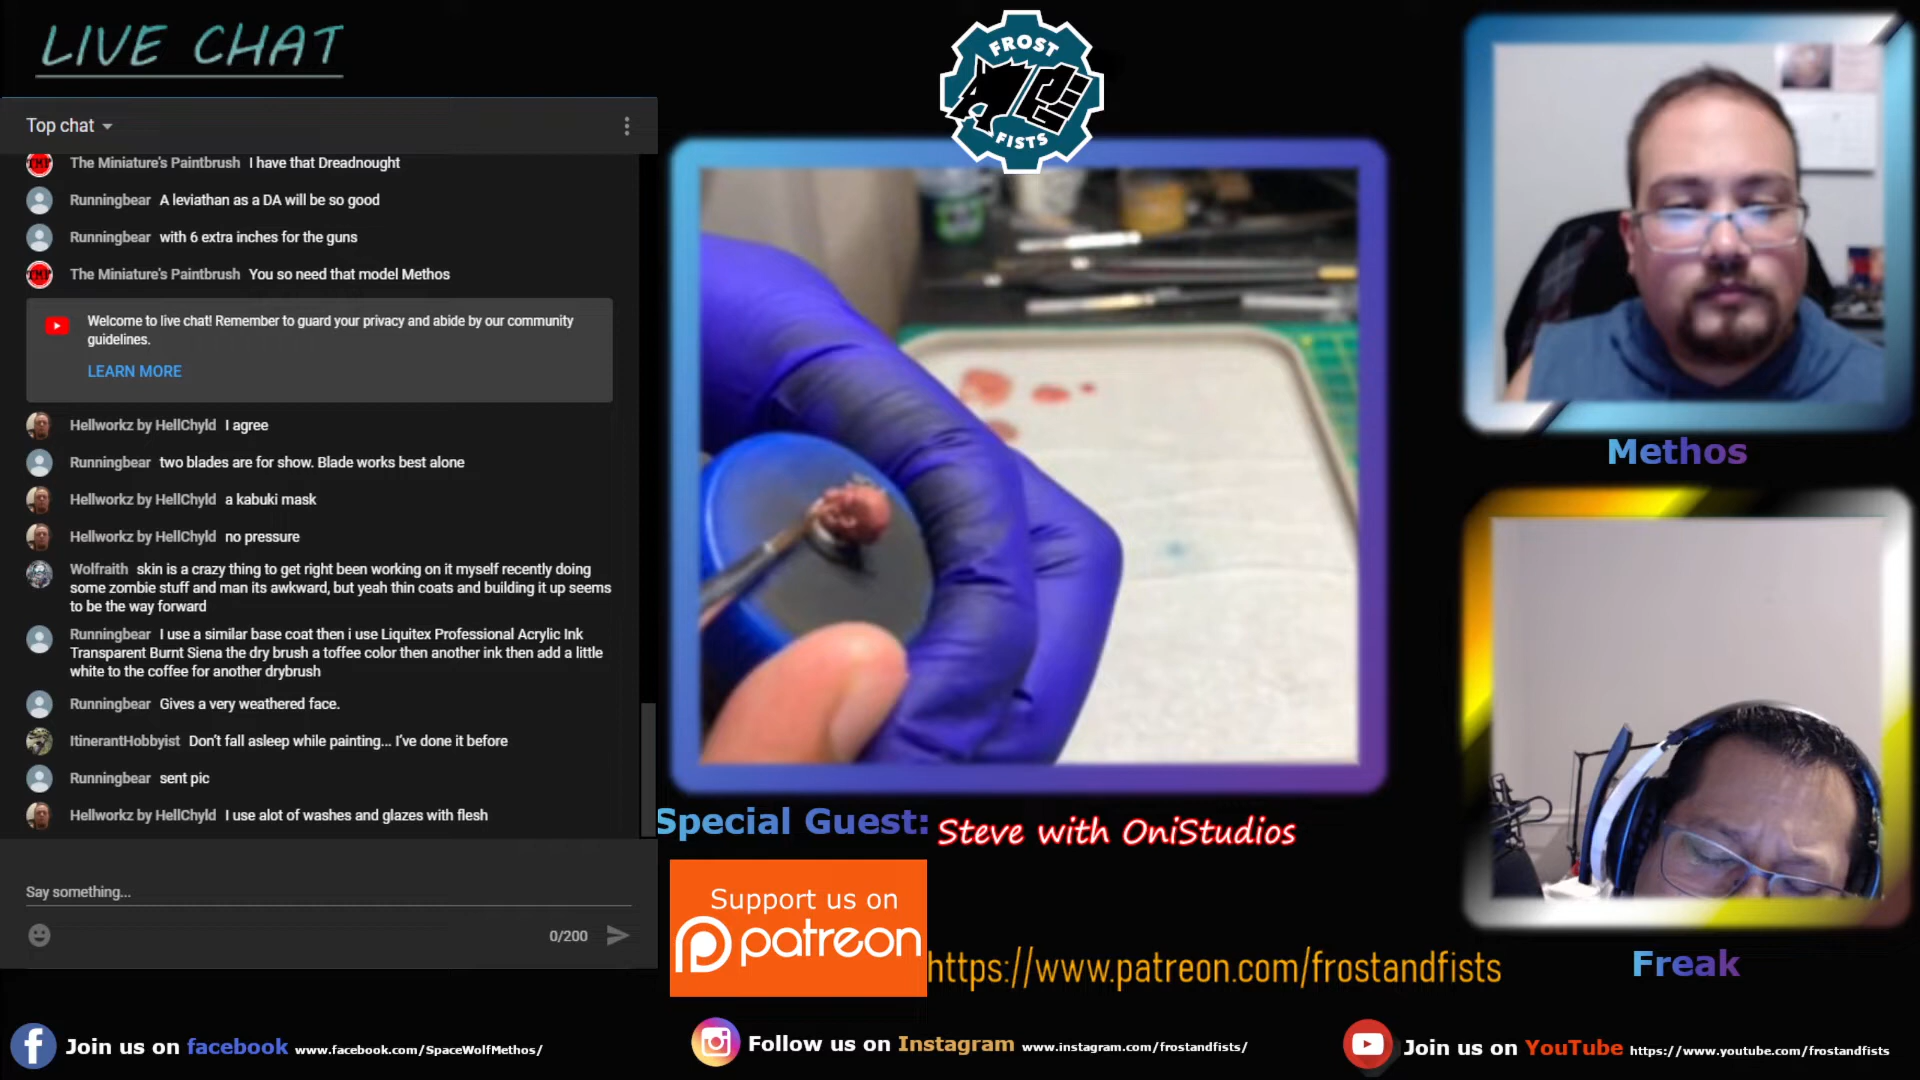 LIVE CHAT
Top chat
The Miniature's Paintbrush I have that Dreadnought
Runningbear A leviathan as a DA will be so good
Runningbear with 6 extra inches for the guns
The Miniature's Paintbrush You so need that model Methos
Welcome to live chat! Remember to guard your privacy and abide by our community
guidelines.
LEARN MORE
Hellworkz by HellChyld I agree
Runningbear two blades are for show. Blade works best alone
Hellworkz by HellChyld a kabuki mask
Hellworkz by HellChyld no pressure
Wolfraith skin is a crazy thing to get right been working on it myself recently doing
some zombie stuff and man its awkward, but yeah thin coats and building it up seems
to be the way forward
Runningbear I use a similar base coat then i use Liquitex Professional Acrylic Ink
Transparent Burnt Siena the dry brush a toffee color then another ink then add a little
white to the coffee for another drybrush
Runningbear Gives a very weathered face.
ItinerantHobbyist Don't fall asleep while painting... I've done it before
Runningbear sent pic
Hellworkz by HellChyld I use alot of washes and glazes with flesh
Say something...
0/200
FROST
FISTS
Methos
Freak
Special Guest: Steve with OniStudios
Support us on
patreon
https://www.patreon.com/frostandfists
Join us on facebook www.facebook.com/SpaceWolfMethos/
Follow us on Instagram www.instagram.com/frostandfists/
Join us on YouTube https://www.youtube.com/frostandfists